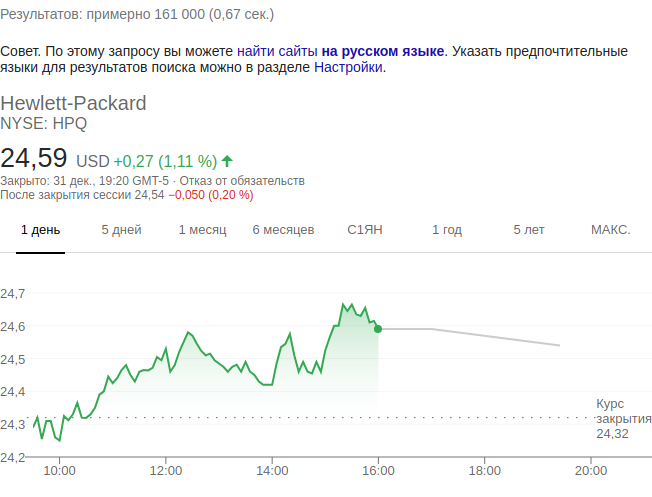 Результатов: примерно 161 000 (0,67 сек.)
Совет. По этому запросу вы можете найти сайты на русском языке. Указать предпочтительные
языки для результатов поиска можно в разделе Настройки.
Hewlett-Packard
NYSE: HPQ
24,59 USD +0,27 (1,11 %)
Закрыто: 31 дек., 19:20 GMT-5 · Отказ от обязательств
После закрытия сессии 24,54 −0,050 (0,20 %)
1 день 5 дней 1 месяц 6 месяцев С1ЯН 1 год 5 лет МАКС.
24,7
24,6
24,5
24,4
24,3
24,2
Курс
закрытия
24,32
10:00 12:00 14:00 16:00 18:00 20:00